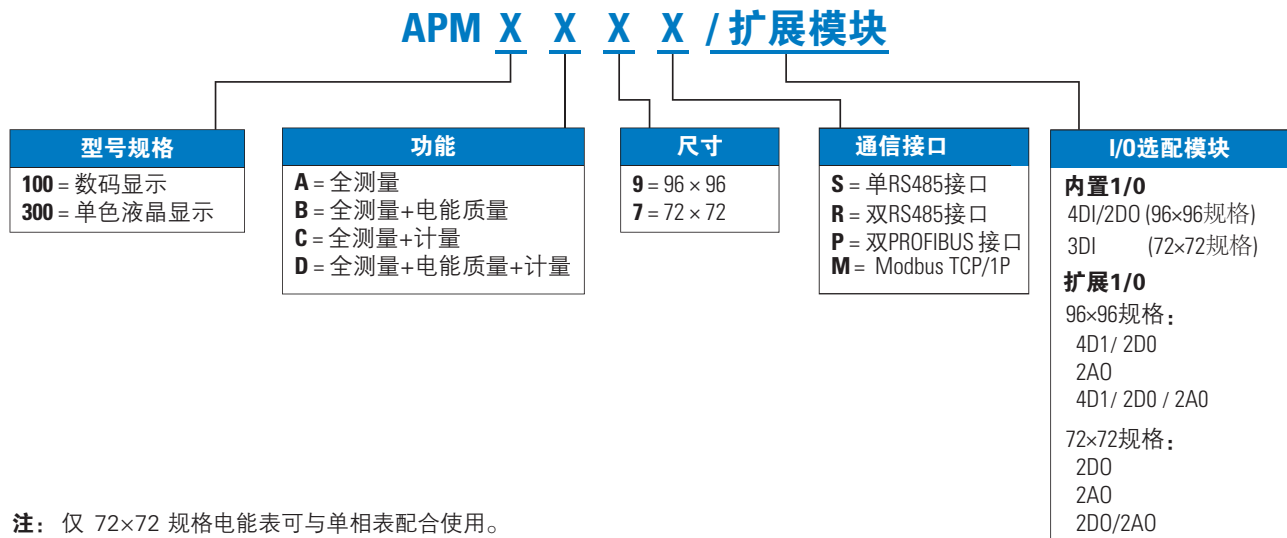 APM X X X X / 扩展模块
型号规格
100 = 数码显示
300 = 单色液晶显示
功能
A = 全测量
B = 全测量+电能质量
C = 全测量+计量
D = 全测量+电能质量+计量
尺寸
9 = 96 × 96
7 = 72 × 72
通信接口
S = 单RS485接口
R = 双RS485接口
P = 双PROFIBUS 接口
M = Modbus TCP/1P
I/0选配模块
内置1/0
4DI/2DO (96×96规格)
3DI (72×72规格)
扩展1/0
96×96规格：
4D1/ 2D0
2AO
4D1/ 2D0 / 2A0
72×72规格：
2DO
2AO
2DO/2AO
注： 仅 72×72 规格电能表可与单相表配合使用。